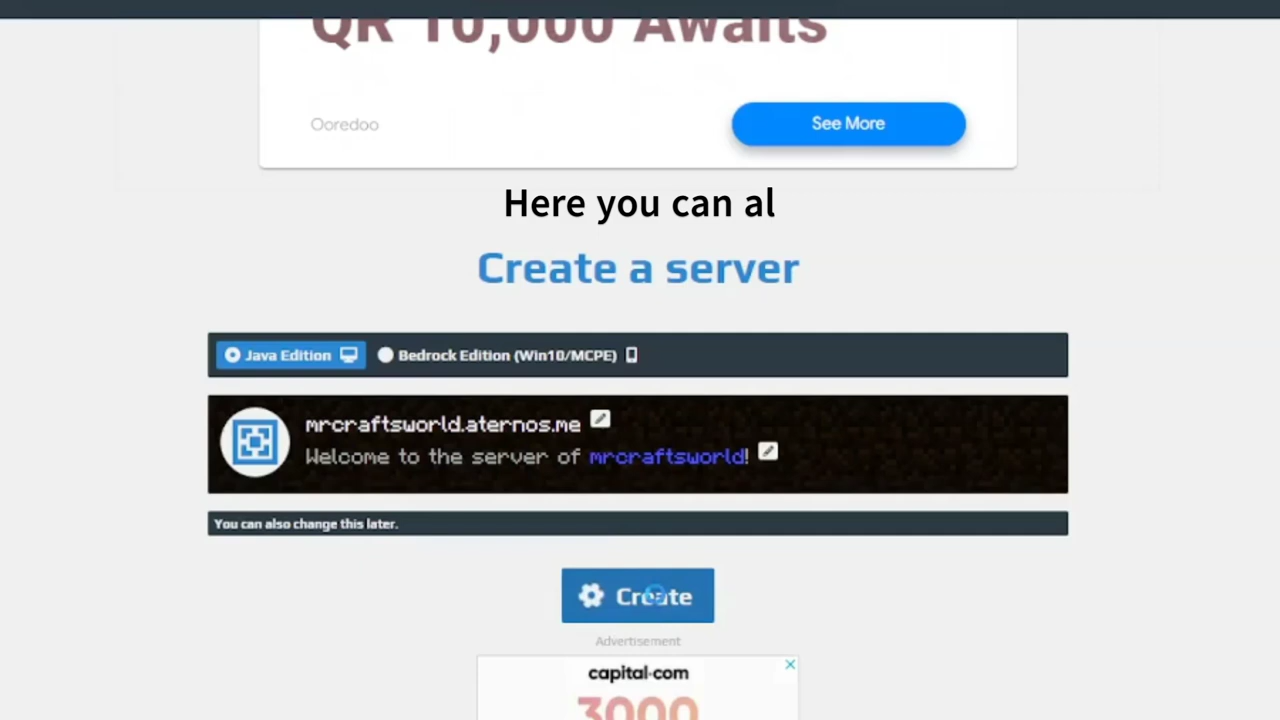 QR 10,000 Awaits
Ooredoo
See More
Here you can al
Create a server
Java Edition Bedrock Edition (Win10/MCPE)
mrcraftsworld.aternos.me
Welcome to the server of mrcraftsworld!
You can also change this later.
Create
Advertisement
capital.com
3000